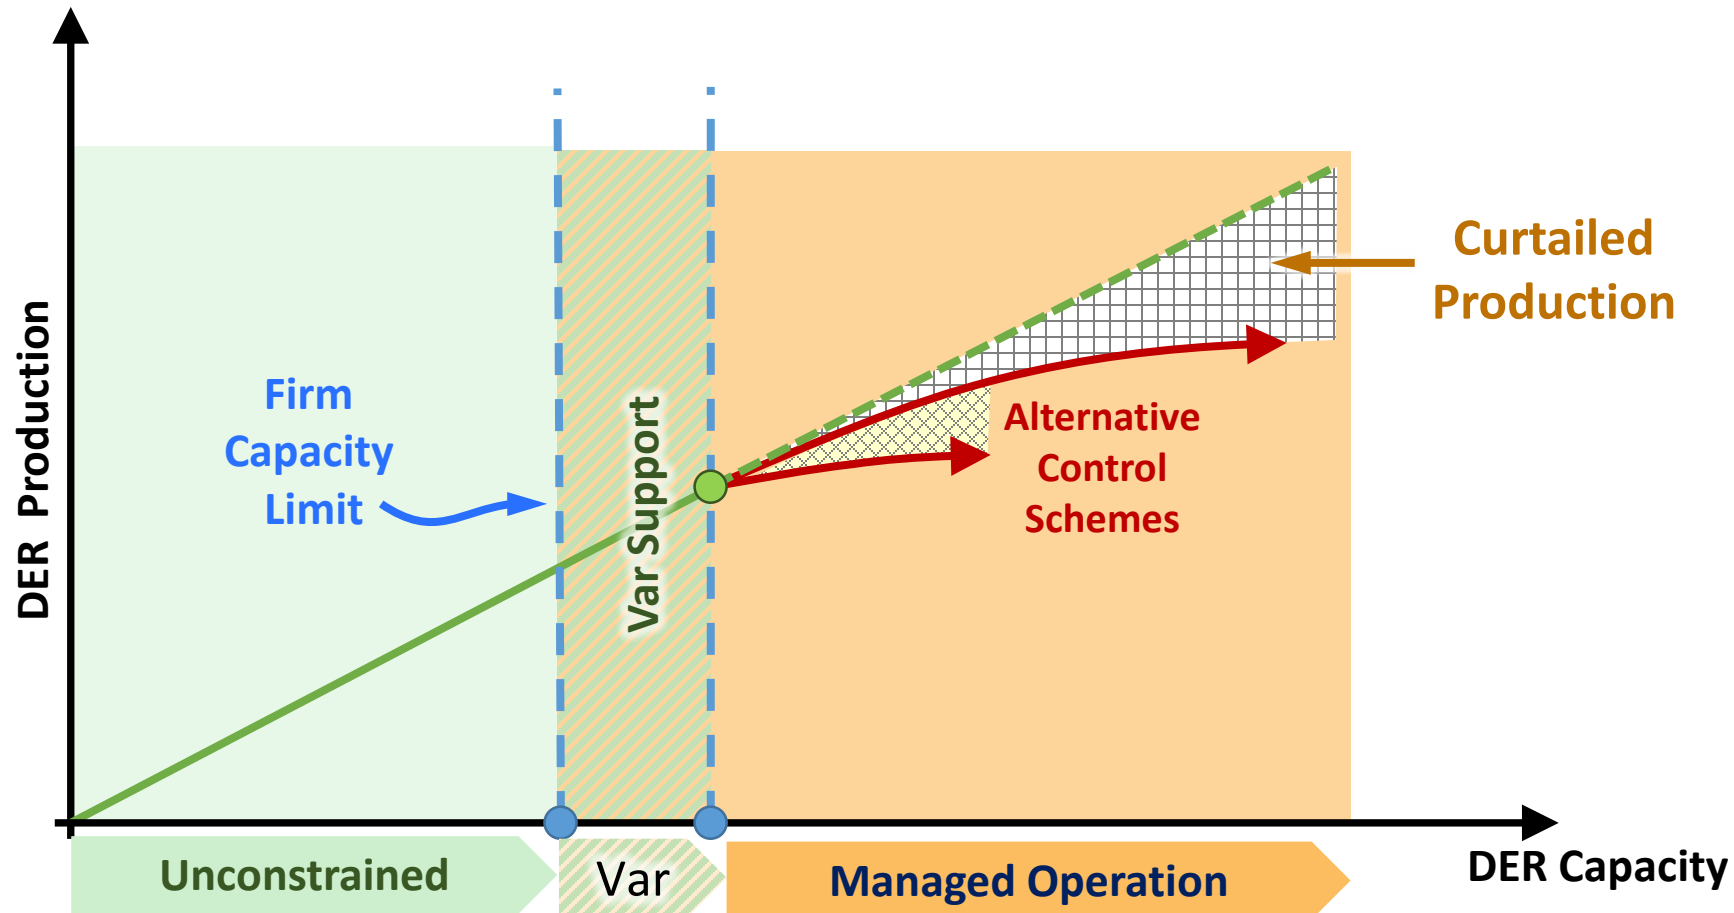 DER Production
Firm
Capacity
Limit
Var Support
Curtailed
Production
Alternative
Control
Schemes
Unconstrained
Var
Managed Operation
DER Capacity